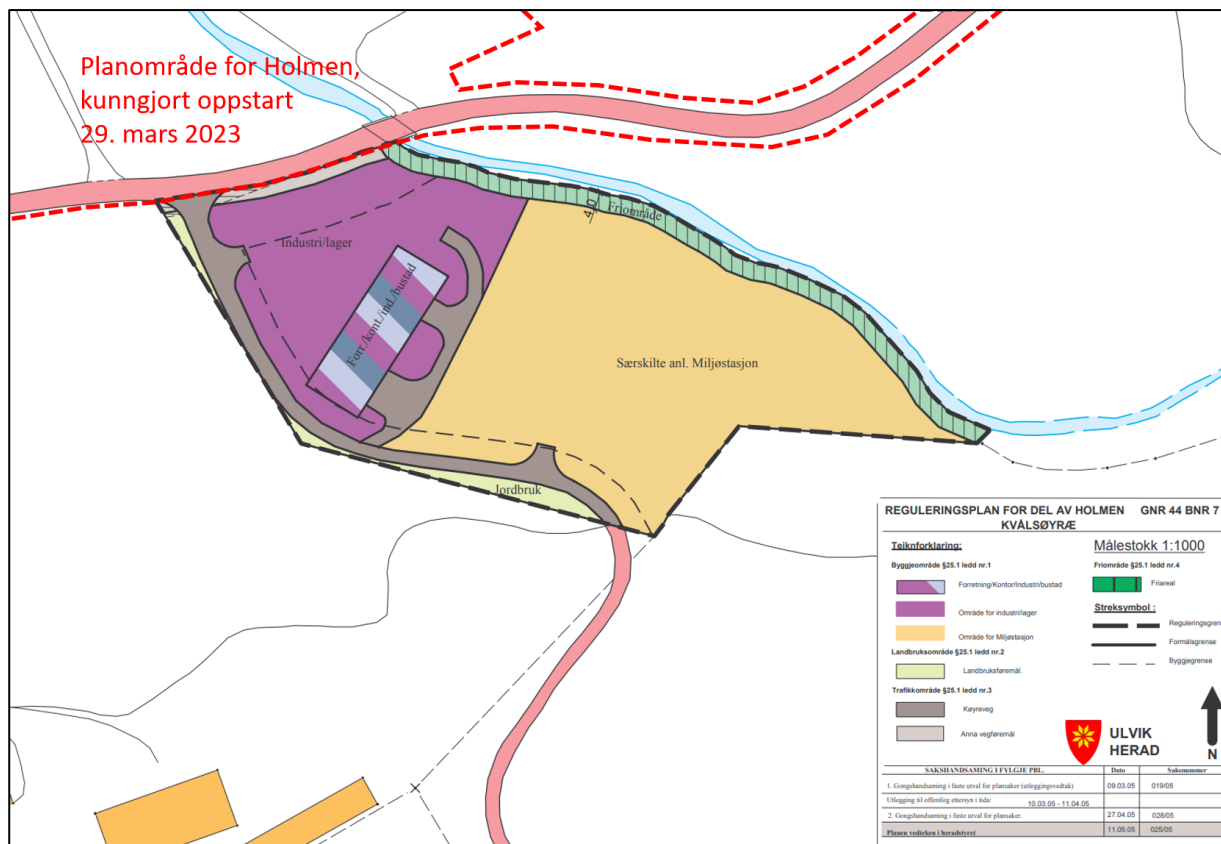 Planområde for Holmen,
kunngjort oppstart
29. mars 2023
Industri/lager
Forr./kont./ind./bustad
4,0
Friområde
Særskilte anl. Miljøstasjon
Jordbruk
REGULERINGSPLAN FOR DEL AV HOLMEN GNR 44 BNR 7
KVÅLSØYRÆ
Teiknforklaring:
Målestokk 1:1000
Byggjeområde §25.1 ledd nr.1
Friområde §25.1 ledd nr.4
Forretning/Kontor/Industri/bustad
Friareal
Område for industri/lager
Streksymbol :
Område for Miljøstasjon
Reguleringsgren
Landbruksområde §25.1 ledd nr.2
Formålsgrense
Landbruksføremål.
Byggjegrense
Trafikkområde §25.1 ledd nr.3
Køyreveg
Anna vegføremål
ULVIK
HERAD
N
SAKSHANDSAMING I FYLGJE PBL. Dato Saksnummer
1. Gongshandsaming i faste utval for plansaker (utleggingsvedtak) 09.03.05 019/05
Utlegging til offentleg ettersyn i tida: 10.03.05 - 11.04.05
2. Gongshandsaming i faste utval for plansaker. 27.04.05 028/05
Planen vedteken i heradstyret 11.05.05 025/05